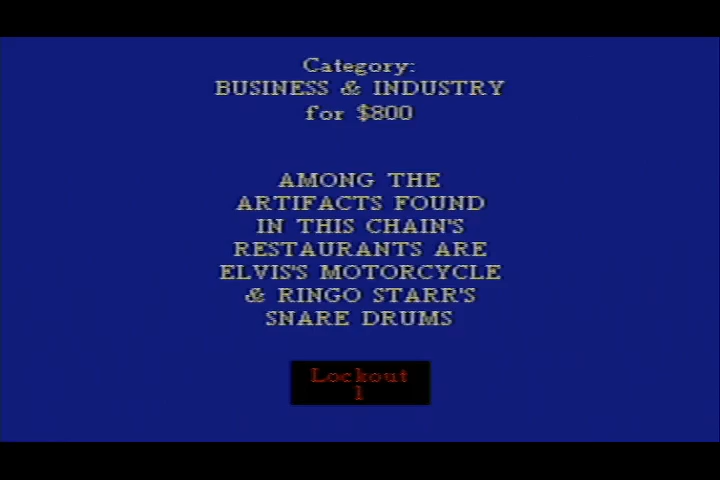 Category:
BUSINESS & INDUSTRY
for $800
AMONG THE
ARTIFACTS FOUND
IN THIS CHAIN'S
RESTAURANTS ARE
ELVIS'S MOTORCYCLE
& RINGO STARR'S
SNARE DRUMS
Lockout
1